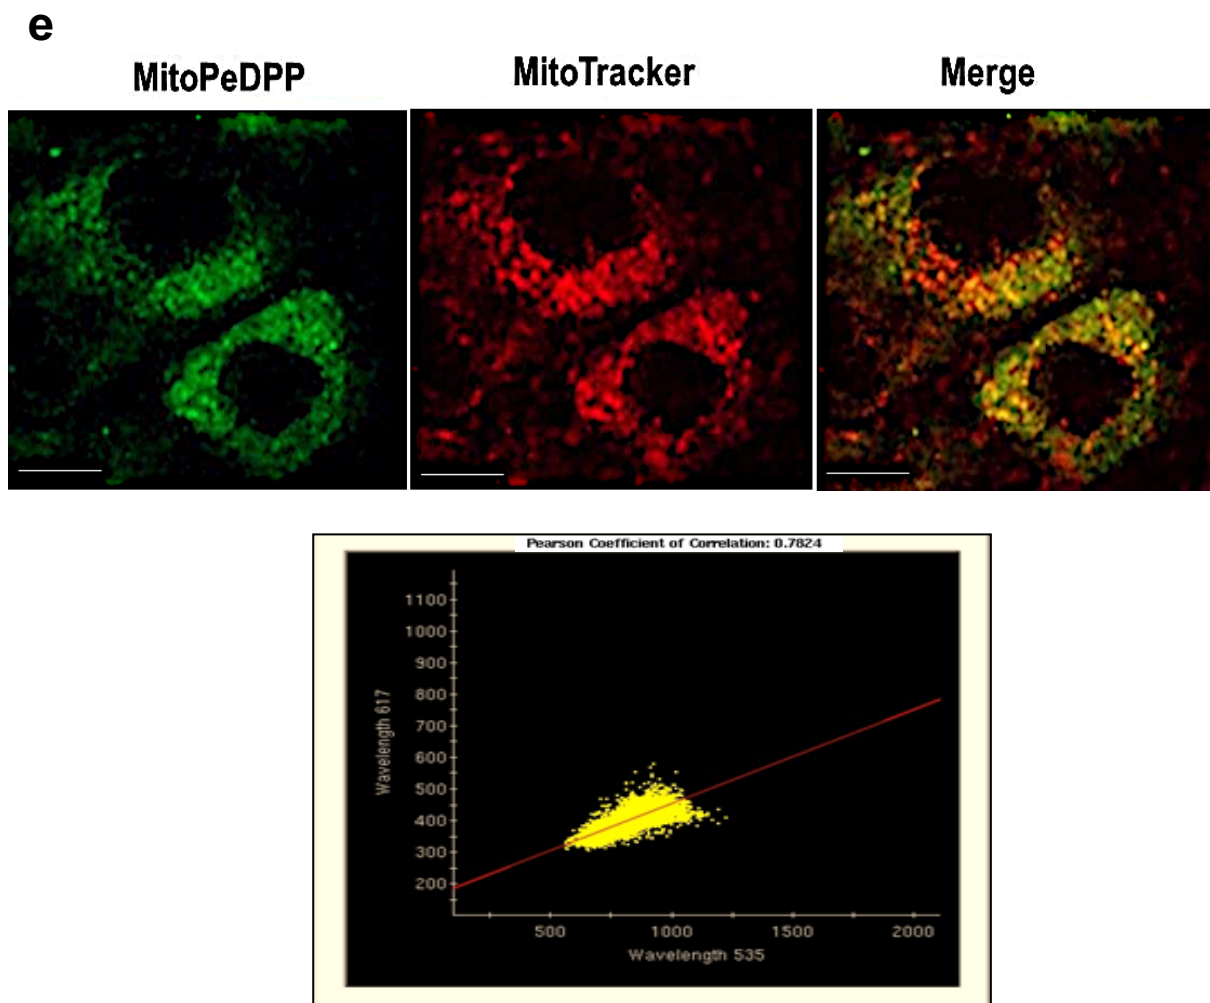 e
MitoPeDPP
MitoTracker
Merge
Pearson Coefficient of Correlation: 0.7824
1100
1000
900
800
700
600
500
400
300
200
Wavelength 617
500
1000
1500
2000
Wavelength 535